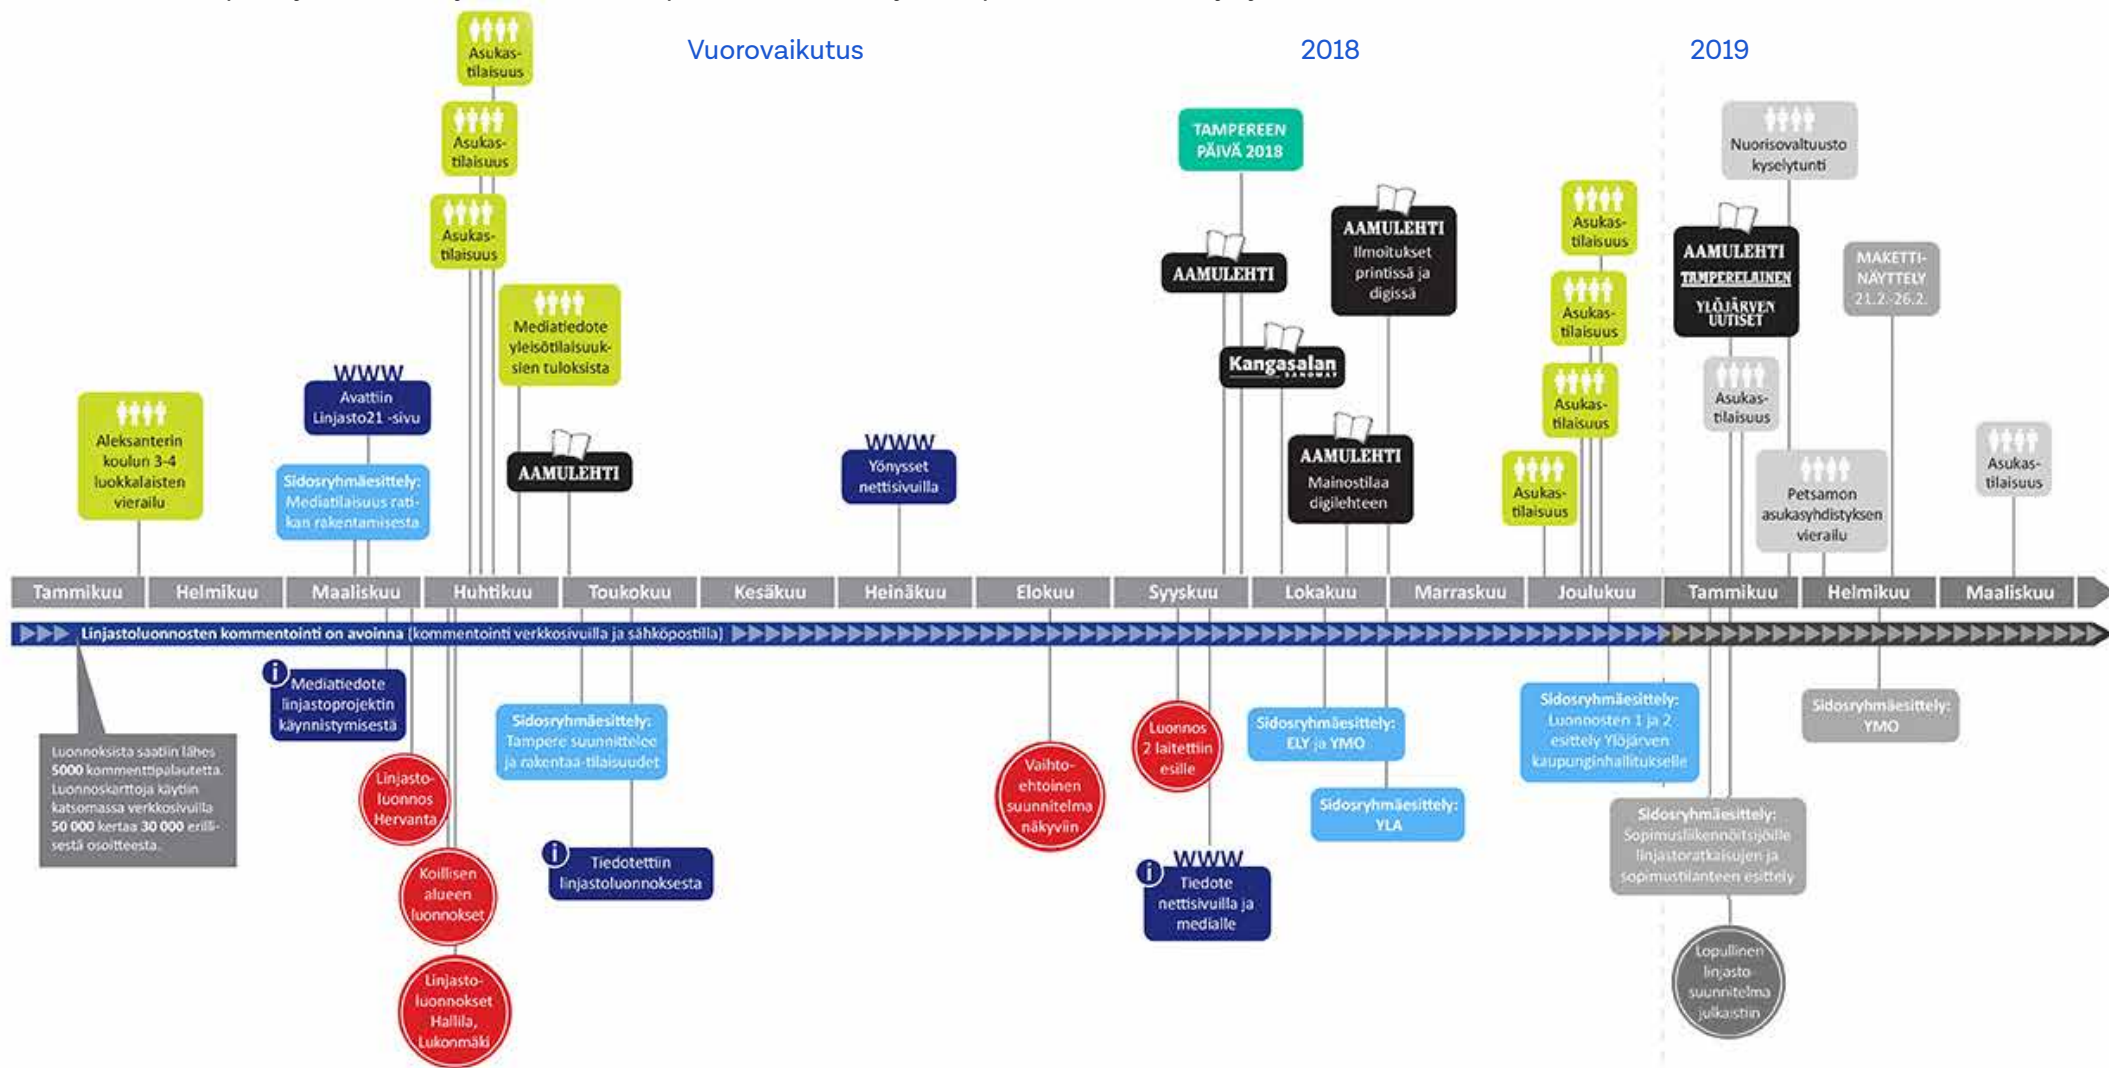 Vuorovaikutus
2018
2019
Asukas-
tilaisuus
Asukas-
tilaisuus
Asukas-
tilaisuus
Mediatiedote
yleisötilaisuuk-
sien tuloksista
Aleksanterin
koulun 3-4
luokkalaisten
vierailu
WWW
Avattiin
Linjasto21 -sivu
Sidosryhmäesittely:
Mediatilaisuus rati-
kan rakentamisesta
AAMULEHTI
WWW
Yönysset
nettisivuilla
TAMPEREEN
PÄIVÄ 2018
AAMULEHTI
Kangasalan
SANOMAT
AAMULEHTI
Ilmoitukset
printissä ja
digissä
AAMULEHTI
Mainostilaa
digilehteen
Asukas-
tilaisuus
Asukas-
tilaisuus
Asukas-
tilaisuus
Asukas-
tilaisuus
Nuorisovaltuusto
kyselytunti
AAMULEHTI
TAMPERELAINEN
YLÖJÄRVEN
UUTISET
MAKETTI-
NÄYTTELY
21.2.-26.2.
Asukas-
tilaisuus
Petsamon
asukasyhdistyksen
vierailu
Asukas-
tilaisuus
Tammikuu
Helmikuu
Maaliskuu
Huhtikuu
Toukokuu
Kesäkuu
Heinäkuu
Elokuu
Syyskuu
Lokakuu
Marraskuu
Joulukuu
Tammikuu
Helmikuu
Maaliskuu
Linjastoluonnosten kommentointi on avoinna (kommentointi verkkosivuilla ja sähköpostilla)
Luonnoksista saatiin lähes
5000 kommenttipalautetta.
Luonnoskarttoja käytiin
katsomassa verkkosivuilla
50 000 kertaa 30 000 erilli-
sestä osoitteesta.
i
Mediatiedote
linjastoprojektin
käynnistymisestä
Linjasto-
luonnos
Hervanta
Koillisen
alueen
luonnokset
Linjasto-
luonnokset
Hallila,
Lukonmäki
Sidosryhmäesittely:
Tampere suunnittelee
ja rakentaa-tilaisuudet
i
Tiedotettiin
linjastoluonnoksesta
Vaihto-
ehtoinen
suunnitelma
näkyviin
Luonnos
2 laitettiin
esille
WWW
i
Tiedote
nettisivuilla ja
medialle
Sidosryhmäesittely:
ELY ja YMO
Sidosryhmäesittely:
YLA
Sidosryhmäesittely:
Luonnosten 1 ja 2
esittely Ylöjärven
kaupunginhallitukselle
Sidosryhmäesittely:
Sopimusliikennöitsijöille
linjastoratkaisujen ja
sopimustilanteen esittely
Lopullinen
linjasto-
suunnitelma
julkaistiin
Sidosryhmäesittely:
YMO